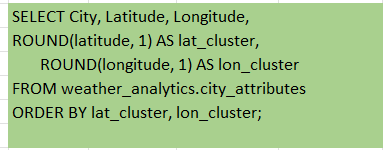 SELECT City, Latitude, Longitude,
ROUND(latitude, 1) AS lat_cluster,
ROUND(longitude, 1) AS lon_cluster
FROM weather_analytics.city_attributes
ORDER BY lat_cluster, lon_cluster;